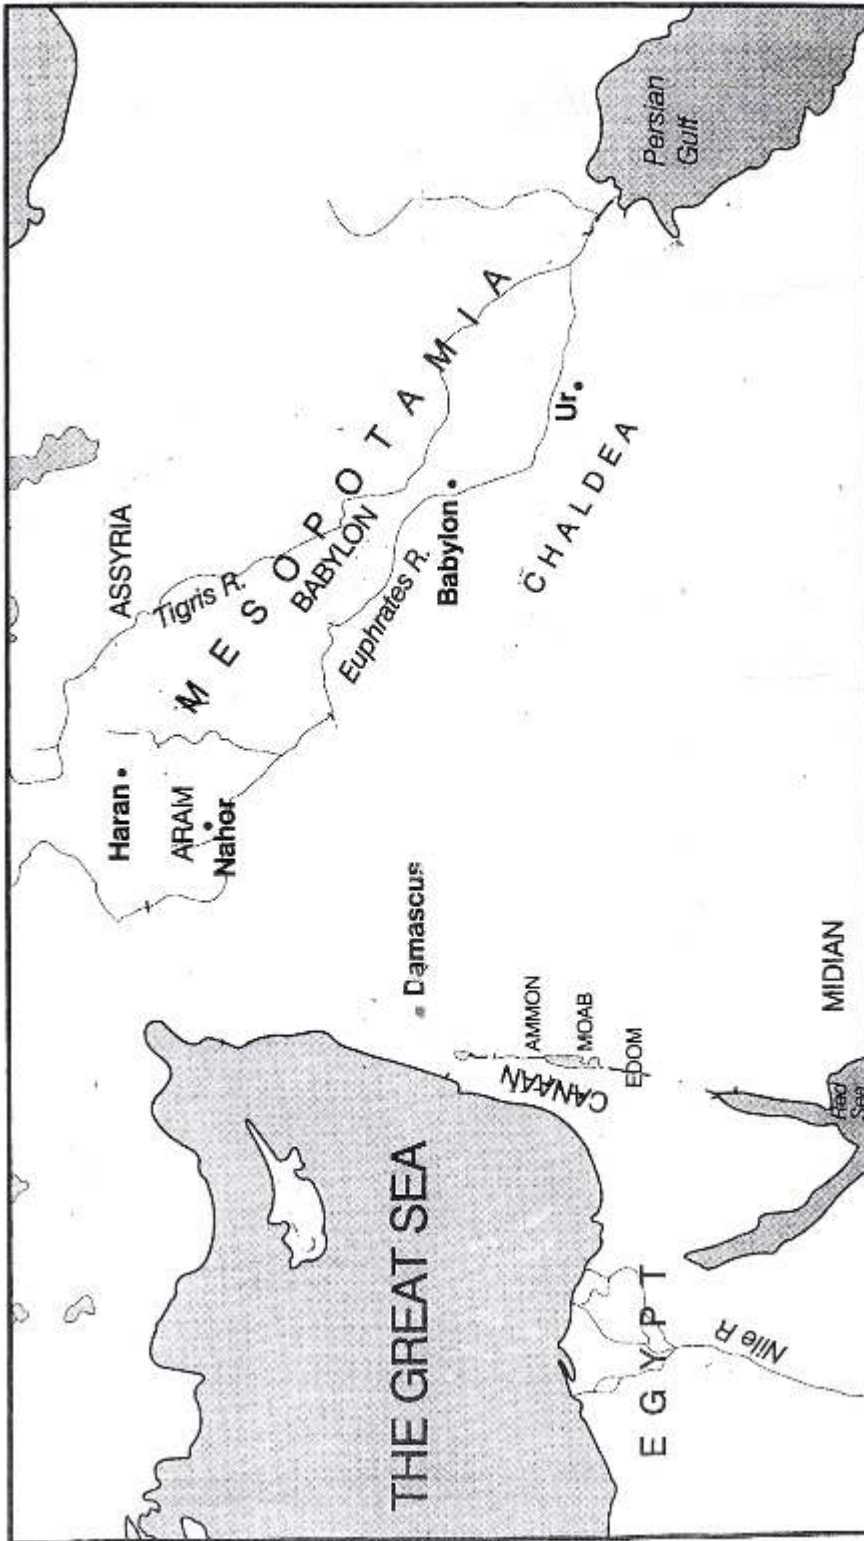 ASSYRIA
Tigris R.
Haran
ARAM
Nahor
MESOPOTAMIA
BABYLON
Euphrates R.
Babylon
Ur
CHALDEA
Persian
Gulf
Damascus
THE GREAT SEA
CANAAN
AMMON
MOAB
EDOM
EGYPT
Nile R
MIDIAN
Red
Sea